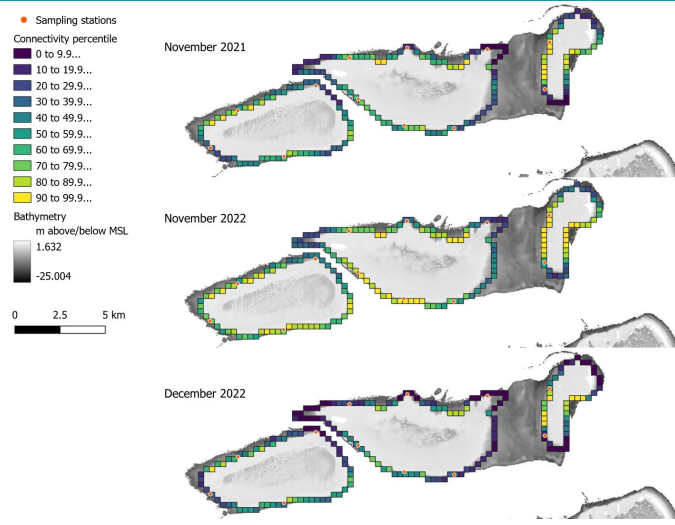 Sampling stations
Connectivity percentile
0 to 9.9...
10 to 19.9...
20 to 29.9...
30 to 39.9...
40 to 49.9...
50 to 59.9...
60 to 69.9...
70 to 79.9...
80 to 89.9...
90 to 99.9...
Bathymetry
m above/below MSL
1.632
-25.004
0 2.5 5 km
November 2021
November 2022
December 2022